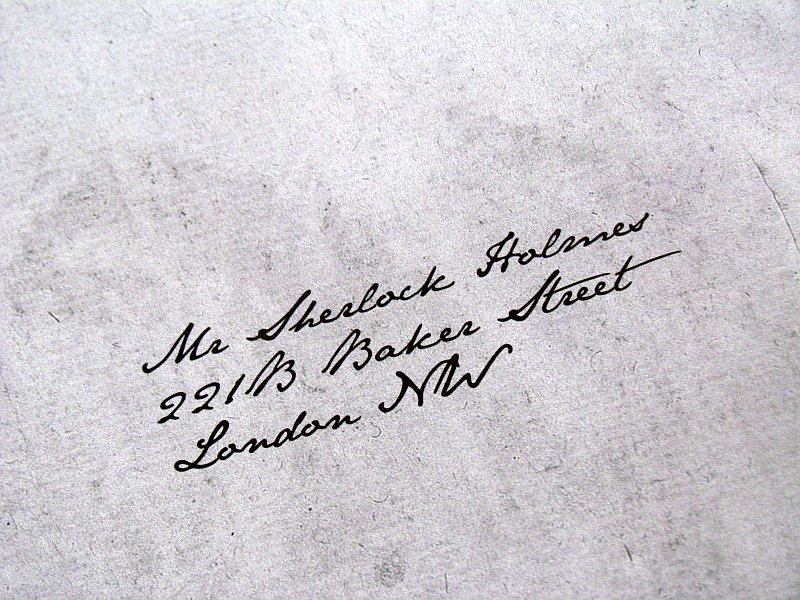 Mr Sherlock Holmes
221B Baker Street
London NW